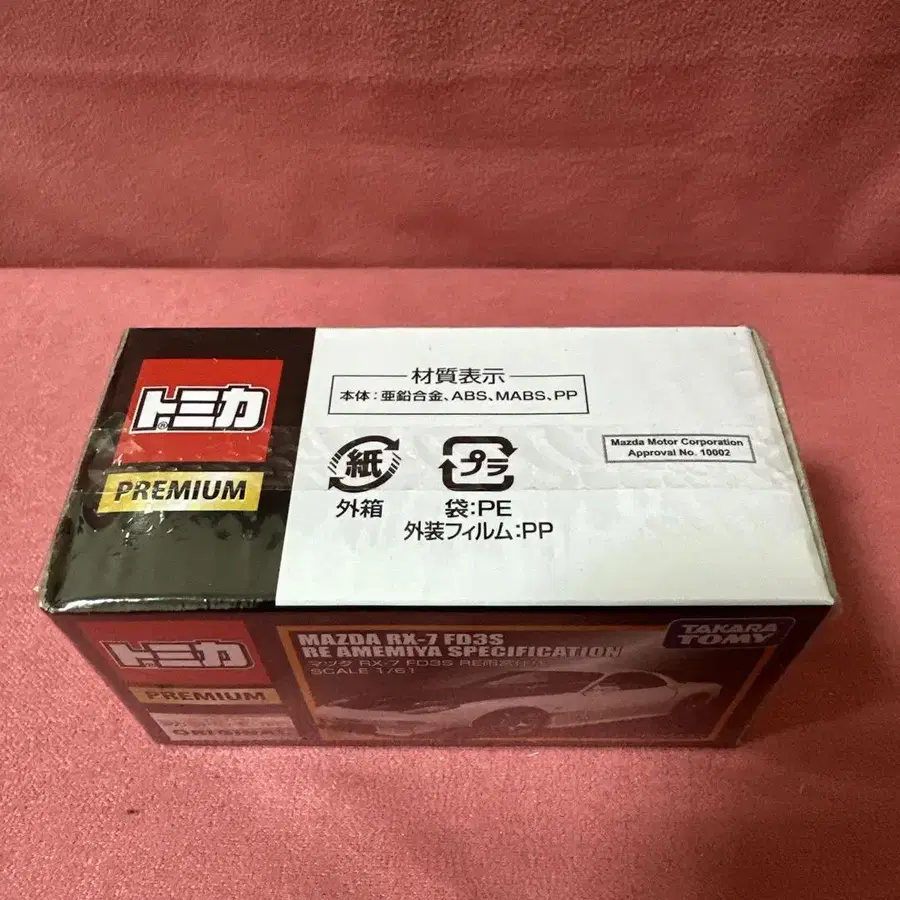 トミカ
PREMIUM
材質表示
本体:亜鉛合金、ABS、MABS、PP
紙
外箱
プラ
袋:PE
外装フィルム:PP
Mazda Motor Corporation
Approval No. 10002
トミカ
PREMIUM
MAZDA RX-7 FD3S
RE AMEMIYA SPECIFICATION
マツダ RX-7 FD3S RE雨宮仕様
SCALE 1/61
TAKARA
TOMY